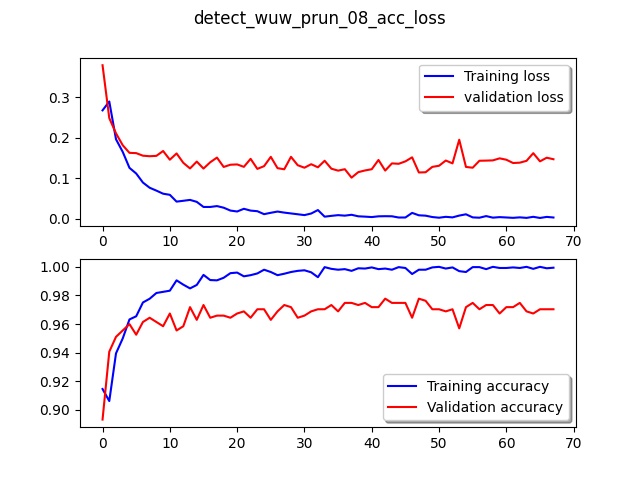 detect_wuw_prun_08_acc_loss
Training loss
validation loss
0.3
0.2
0.1
0.0
0 10 20 30 40 50 60 70
1.00
0.98
0.96
0.94
0.92
0.90
Training accuracy
Validation accuracy
0 10 20 30 40 50 60 70